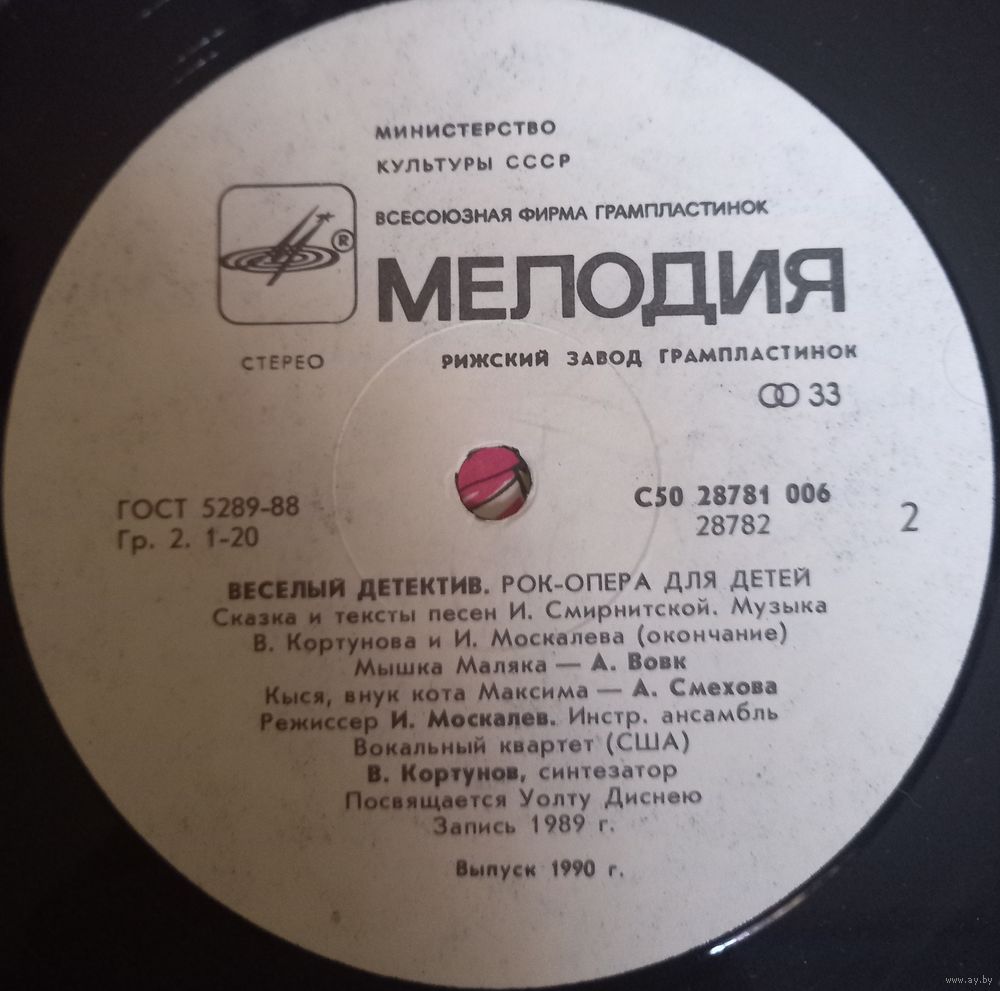 МИНИСТЕРСТВО
КУЛЬТУРЫ СССР
ВСЕСОЮЗНАЯ ФИРМА ГРАМПЛАСТИНОК
®
МЕЛОДИЯ
СТЕРЕО
РИЖСКИЙ ЗАВОД ГРАМПЛАСТИНОК
33
ГОСТ 5289-88
Гр. 2. 1-20
С50 28781 006
28782
2
ВЕСЕЛЫЙ ДЕТЕКТИВ. РОК-ОПЕРА ДЛЯ ДЕТЕЙ
Сказка и тексты песен И. Смирнитской. Музыка
В. Кортунова и И. Москалева (окончание)
Мышка Маляка — А. Вовк
Кыся, внук кота Максима — А. Смехова
Режиссер И. Москалев. Инстр. ансамбль
Вокальный квартет (США)
В. Кортунов, синтезатор
Посвящается Уолту Диснею
Запись 1989 г.
Выпуск 1990 г.
www.ay.by